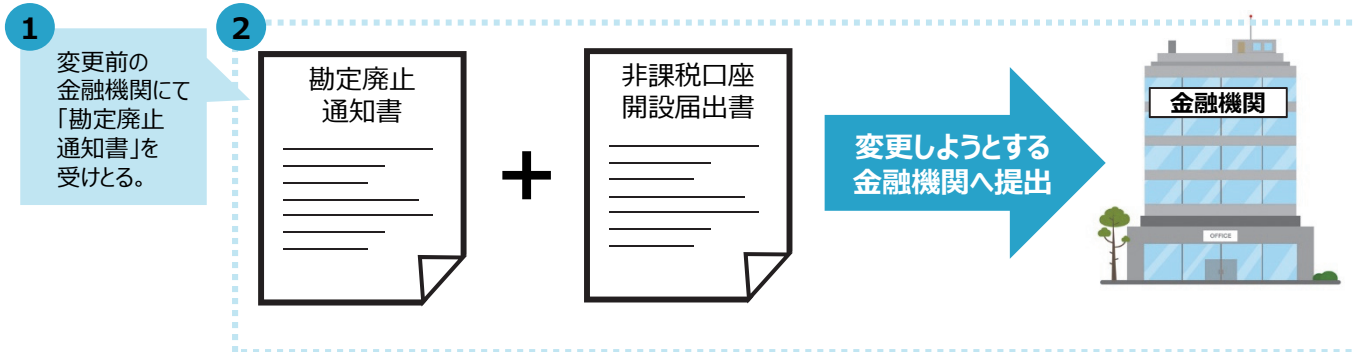 1
変更前の
金融機関にて
「勘定廃止
通知書」を
受けとる。
2
勘定廃止
通知書
非課税口座
開設届出書
変更しようとする
金融機関へ提出
金融機関
OFFICE